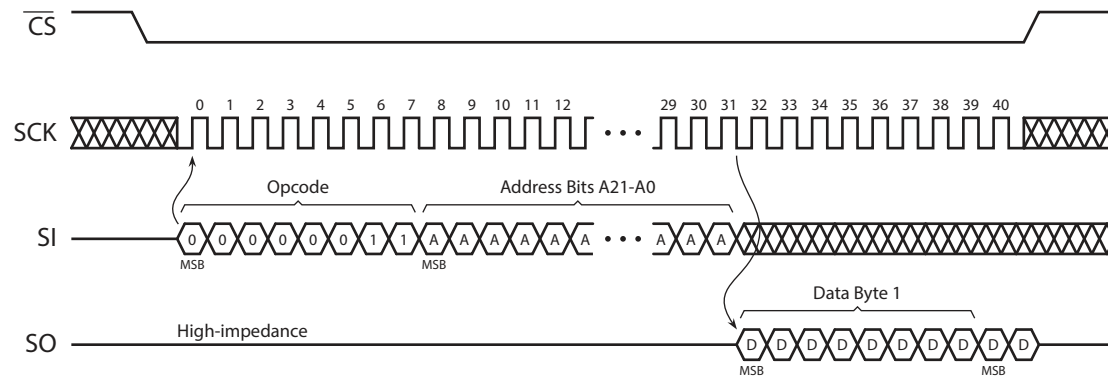 CS
0 1 2 3 4 5 6 7 8 9 10 11 12 29 30 31 32 33 34 35 36 37 38 39 40
SCK
•••
Opcode
Address Bits A21-A0
SI
0 0 0 0 0 0 1 1 A A A A A A ••• A A A
MSB MSB
Data Byte 1
High-impedance
SO
D D D D D D D D D D
MSB MSB